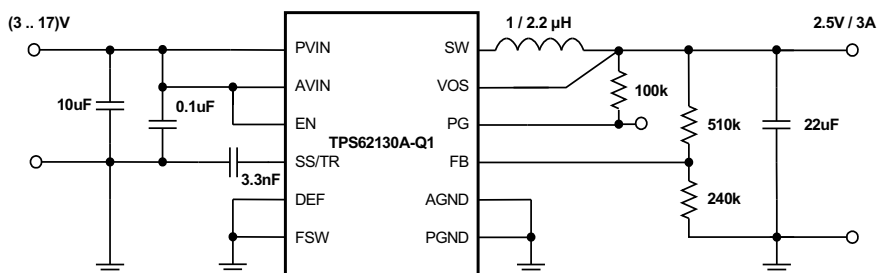 (3 .. 17)V
1 / 2.2 µH
2.5V / 3A
PVIN
SW
AVIN
VOS
10uF
0.1uF
100k
EN
PG
510k
22uF
TPS62130A-Q1
SS/TR
FB
3.3nF
240k
DEF
AGND
FSW
PGND